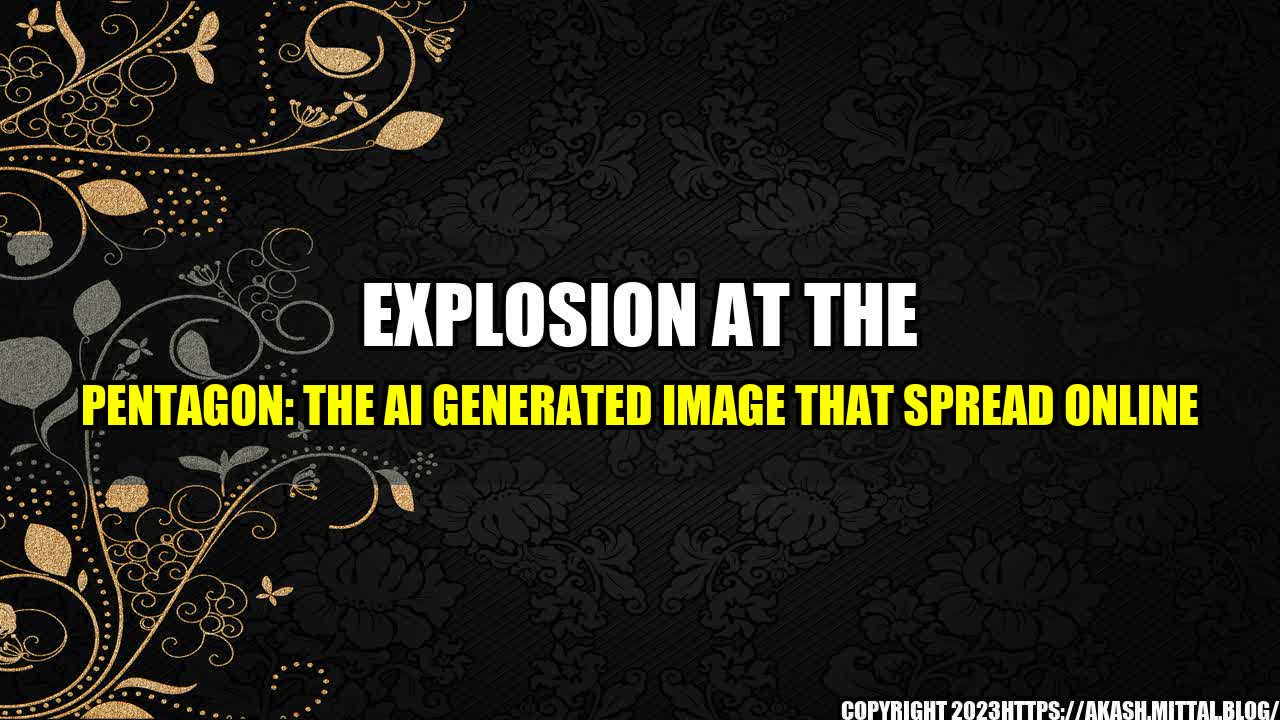 EXPLOSION AT THE
PENTAGON: THE AI GENERATED IMAGE THAT SPREAD ONLINE
COPYRIGHT 2023HTTPS://AKASH.MITTAL.BLOG/